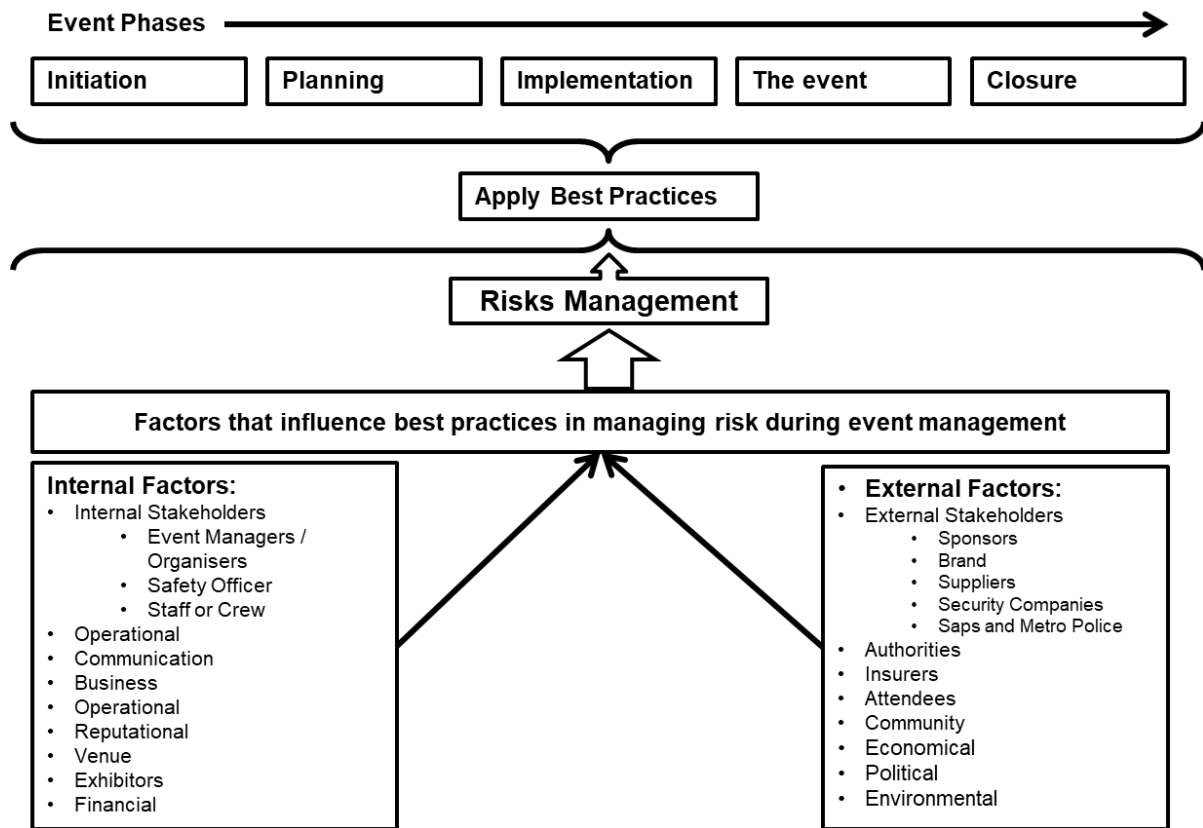 Event Phases
Initiation
Planning
Implementation
The event
Closure
Apply Best Practices
Risks Management
Factors that influence best practices in managing risk during event management
Internal Factors:
• Internal Stakeholders
• Event Managers /
Organisers
• Safety Officer
• Staff or Crew
• Operational
• Communication
• Business
• Operational
• Reputational
• Venue
• Exhibitors
• Financial
• External Factors:
• External Stakeholders
• Sponsors
• Brand
• Suppliers
• Security Companies
• Saps and Metro Police
• Authorities
• Insurers
• Attendees
• Community
• Economical
• Political
• Environmental